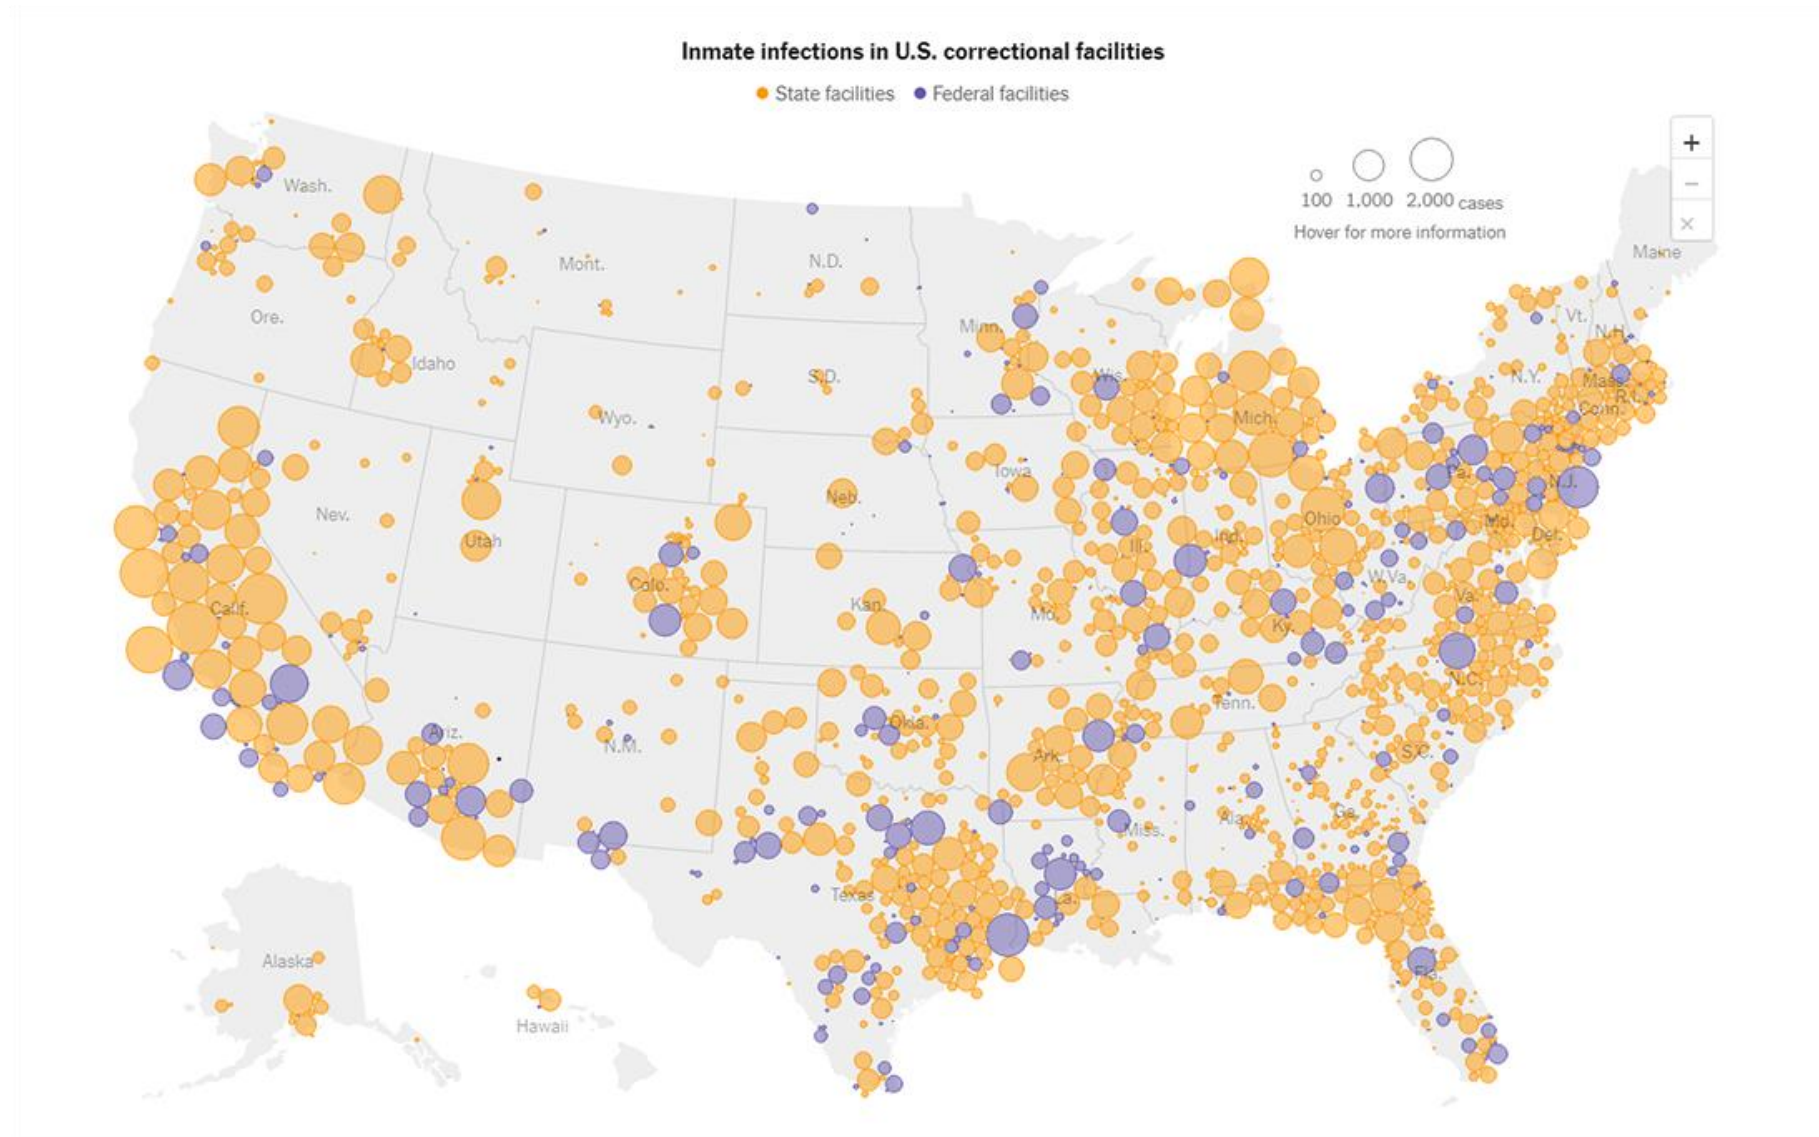 Inmate infections in U.S. correctional facilities
State facilities Federal facilities
+
−
×
100 1,000 2,000 cases
Hover for more information
Wash.
Mont.
N.D.
Minn.
Maine
Ore.
Idaho
S.D.
Wis.
Mich.
Vt.
N.H.
N.Y.
Mass.
R.I.
Conn.
Wyo.
Iowa
Neb.
Pa.
N.J.
Nev.
Utah
Ill.
Ind.
Ohio
Md.
Del.
Calif.
Colo.
Kan.
Mo.
Ky.
W.Va.
Va.
Ariz.
N.M.
Okla.
Ark.
Tenn.
N.C.
S.C.
Texas
La.
Miss.
Ala.
Ga.
Fla.
Alaska
Hawaii